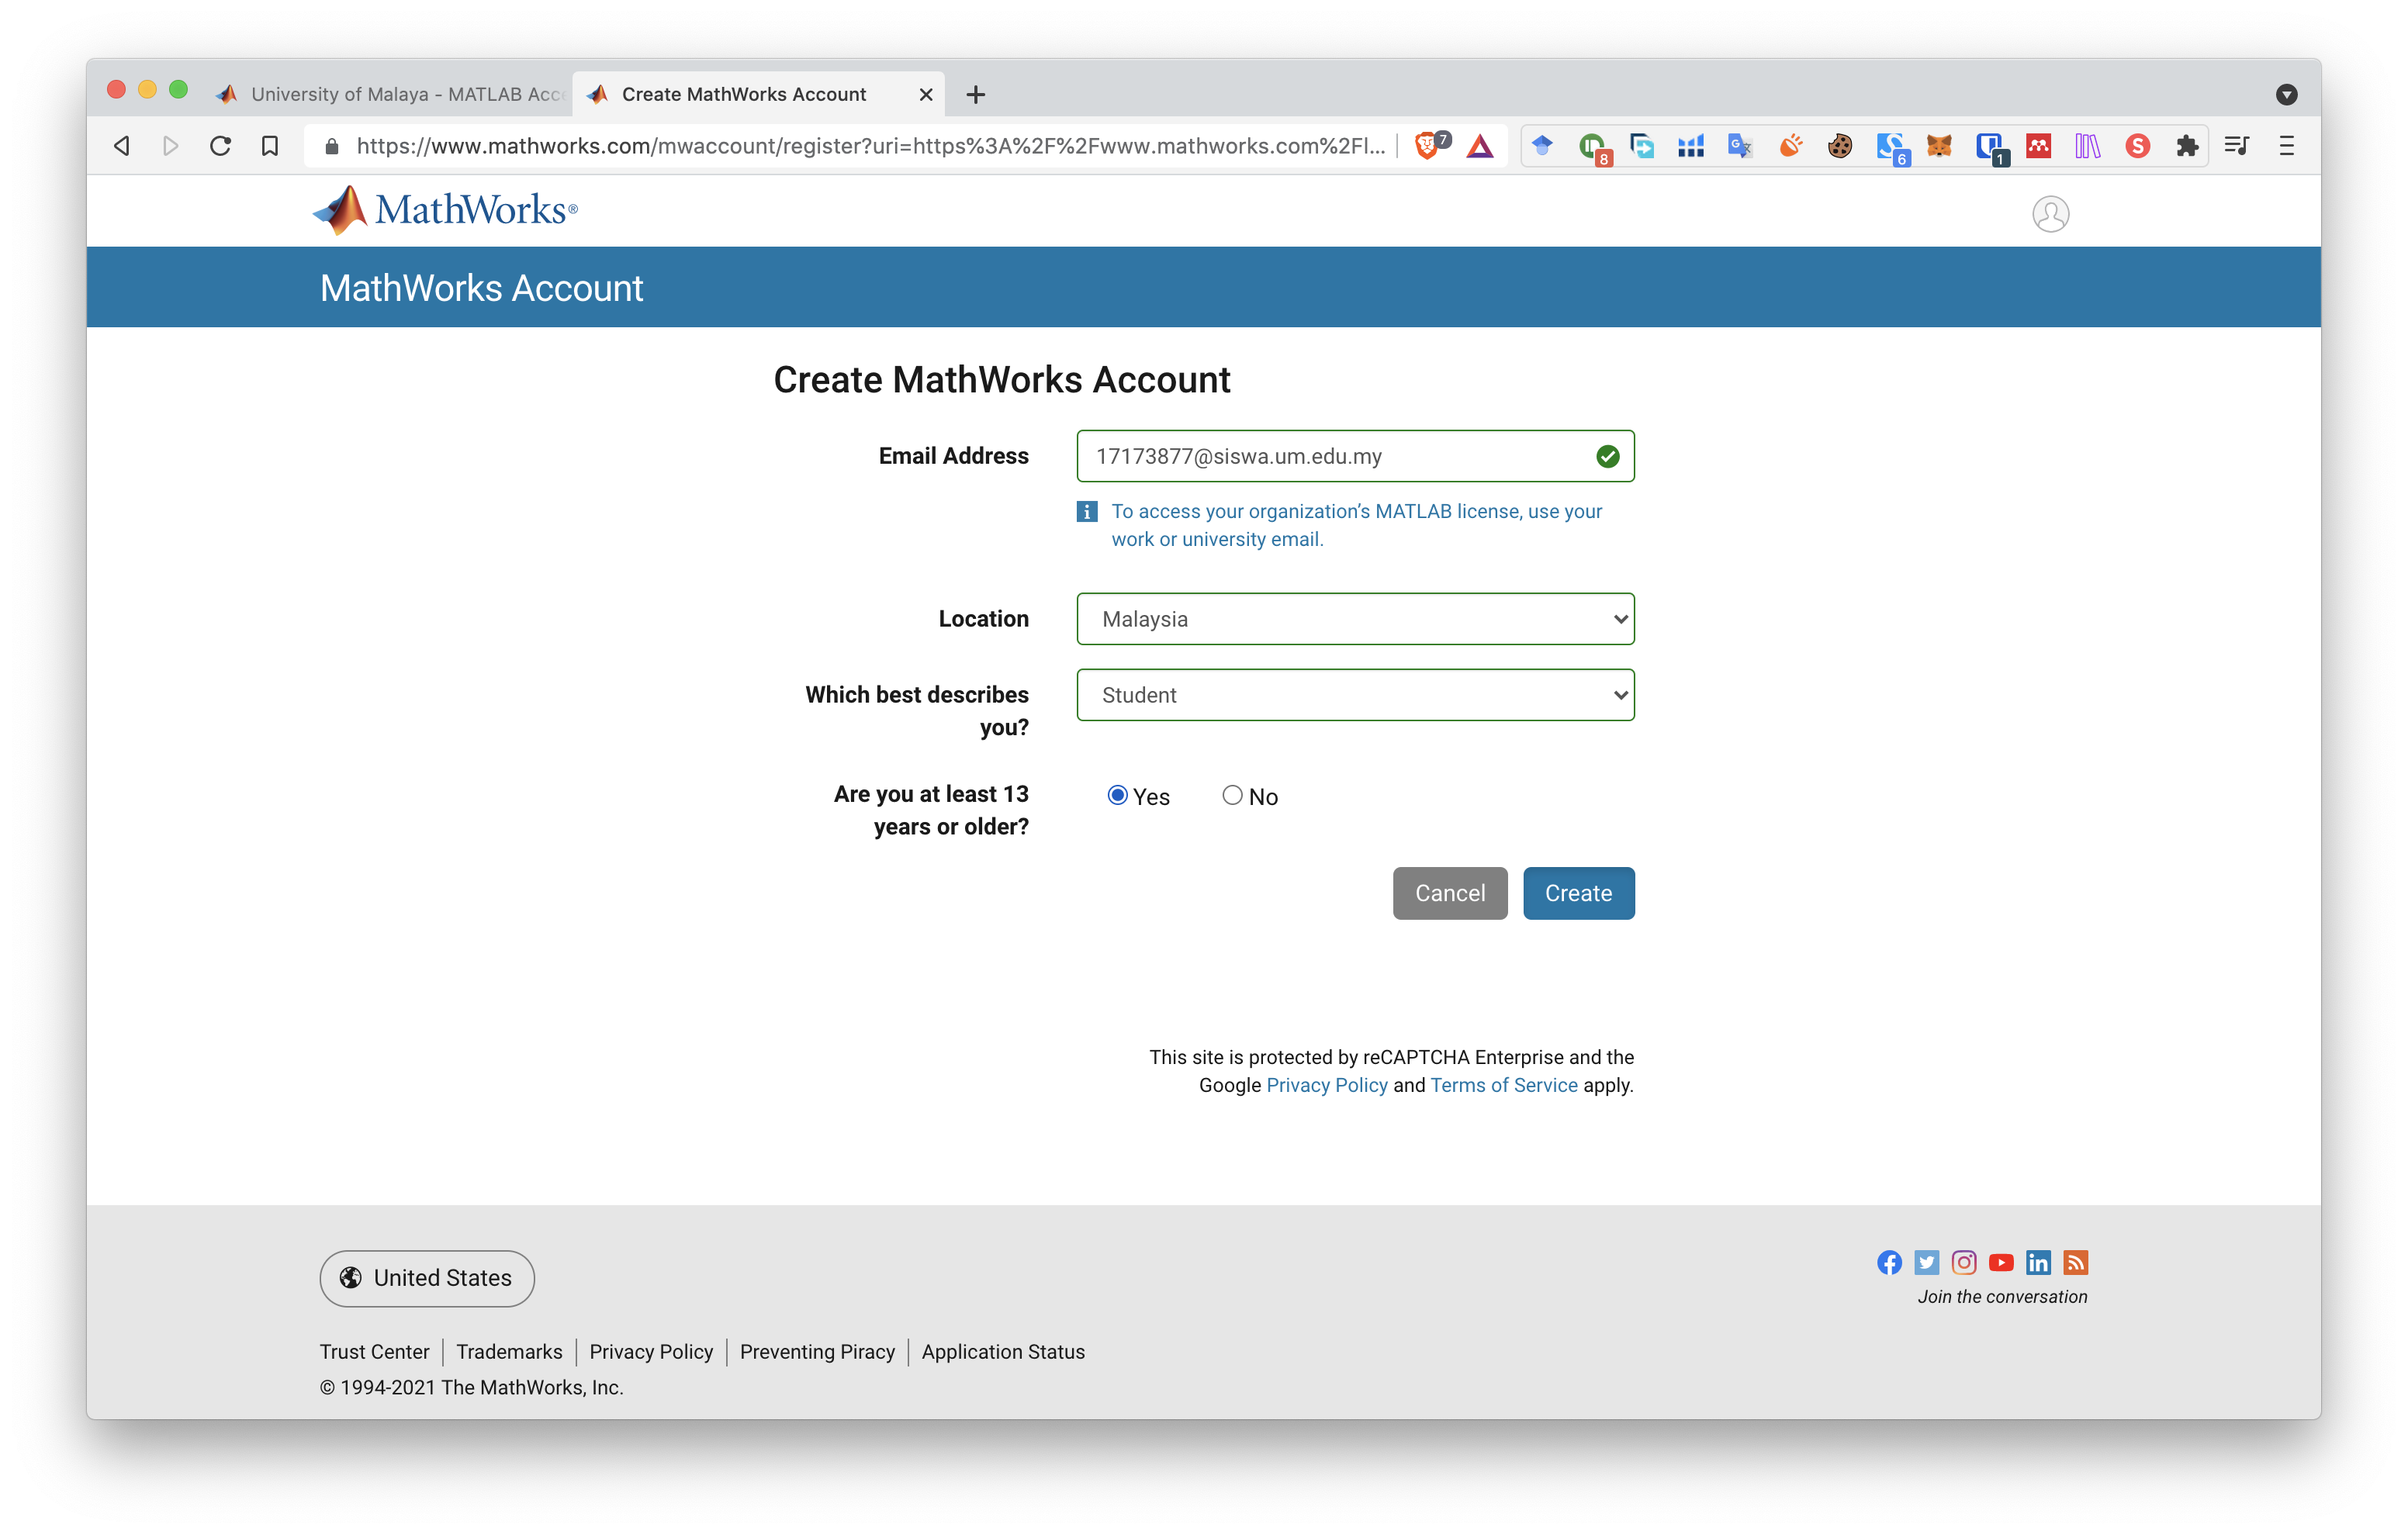 University of Malaya - MATLAB Acce
Create MathWorks Account
https://www.mathworks.com/mwaccount/register?uri=https%3A%2F%2Fwww.mathworks.com%2Fl...
7
8
6
1
MathWorks®
MathWorks Account
Create MathWorks Account
Email Address
17173877@siswa.um.edu.my
To access your organization’s MATLAB license, use your
work or university email.
Location
Malaysia
Which best describes
you?
Student
Are you at least 13
years or older?
Yes
No
Cancel
Create
This site is protected by reCAPTCHA Enterprise and the
Google Privacy Policy and Terms of Service apply.
United States
Join the conversation
Trust Center
Trademarks
Privacy Policy
Preventing Piracy
Application Status
© 1994-2021 The MathWorks, Inc.